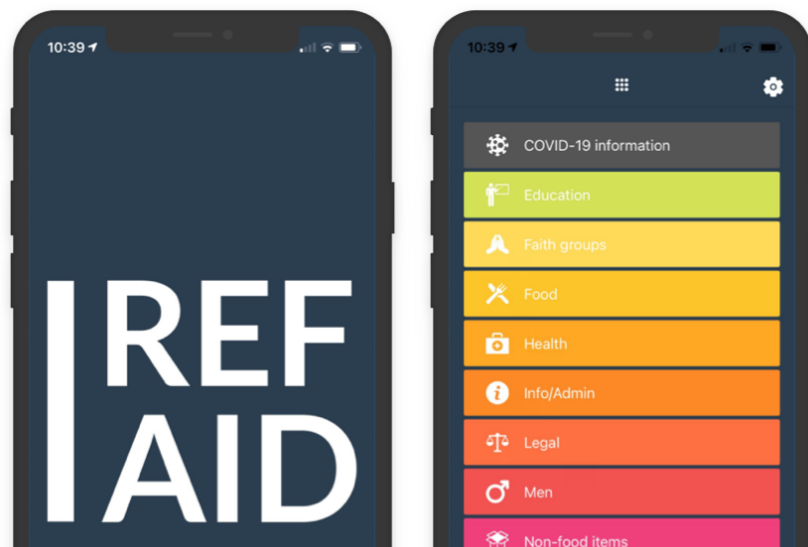 10:39
REF
AID
10:39
COVID-19 information
Education
Faith groups
Food
Health
Info/Admin
Legal
Men
Non-food items